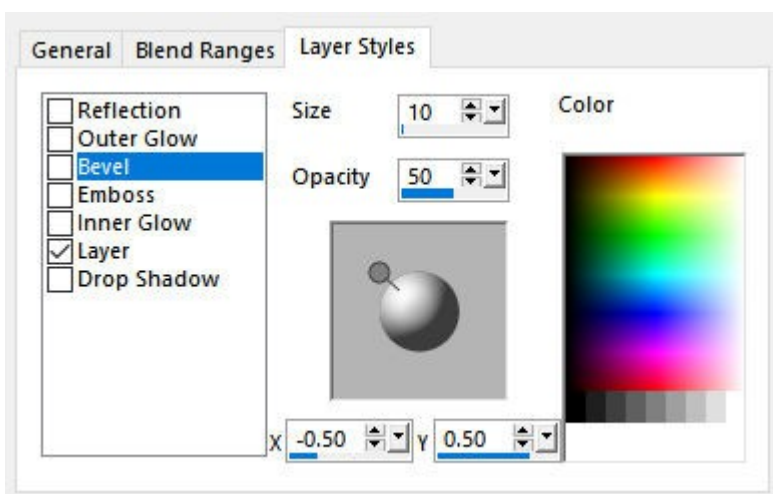 General Blend Ranges Layer Styles
Reflection
Outer Glow
Bevel
Emboss
Inner Glow
Layer
Drop Shadow
Size 10
Opacity 50
X -0.50 Y 0.50
Color